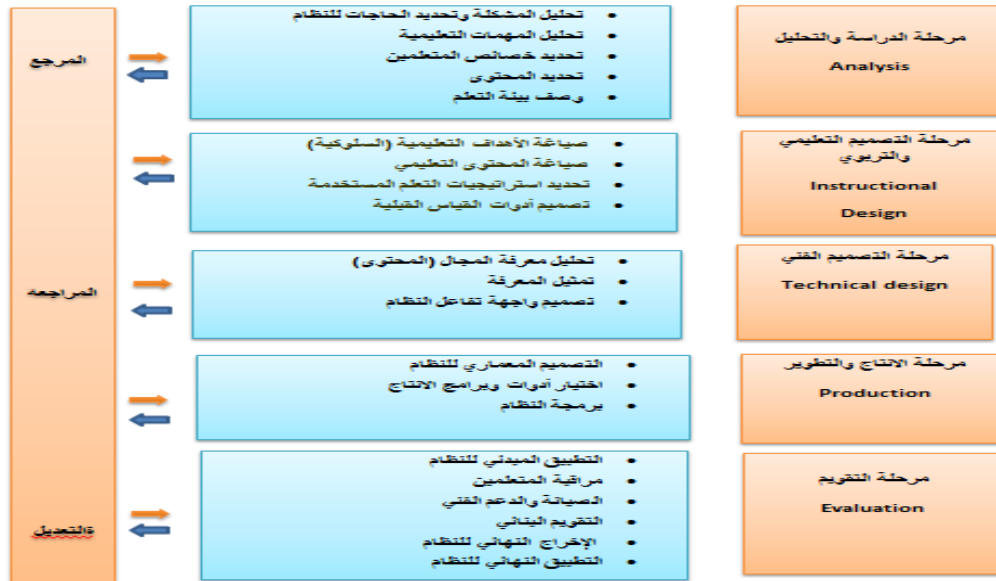 مرحلة الدراسة والتحليل
Analysis
تحليل المشكلة وتحديد الحاجات للنظام
تحليل المهمات التعليمية
تحديد خصائص المتعلمين
تحديد المحتوى
وصف بيئة التعلم
المرجع
مرحلة التصميم التعليمي
والتربوي
Instructional
Design
صياغة الأهداف التعليمية (السلوكية)
صياغة المحتوى التعليمي
تحديد استراتيجيات التعلم المستخدمة
تصميم أدوات القياس القبلية
مرحلة التصميم الفني
Technical design
تحليل معرفة المجال (المحتوى)
تمثيل المعرفة
تصميم واجهة تفاعل النظام
المراجعه
مرحلة الانتاج والتطوير
Production
التصميم المعماري للنظام
اختيار أدوات وبرامج الانتاج
برمجة النظام
مرحلة التقويم
Evaluation
التطبيق المبدئي للنظام
مراقبة المتعلمين
الصيانة والدعم الفني
التقويم البنائي
الإخراج النهائي للنظام
التطبيق النهائي للنظام
ةالتعديل